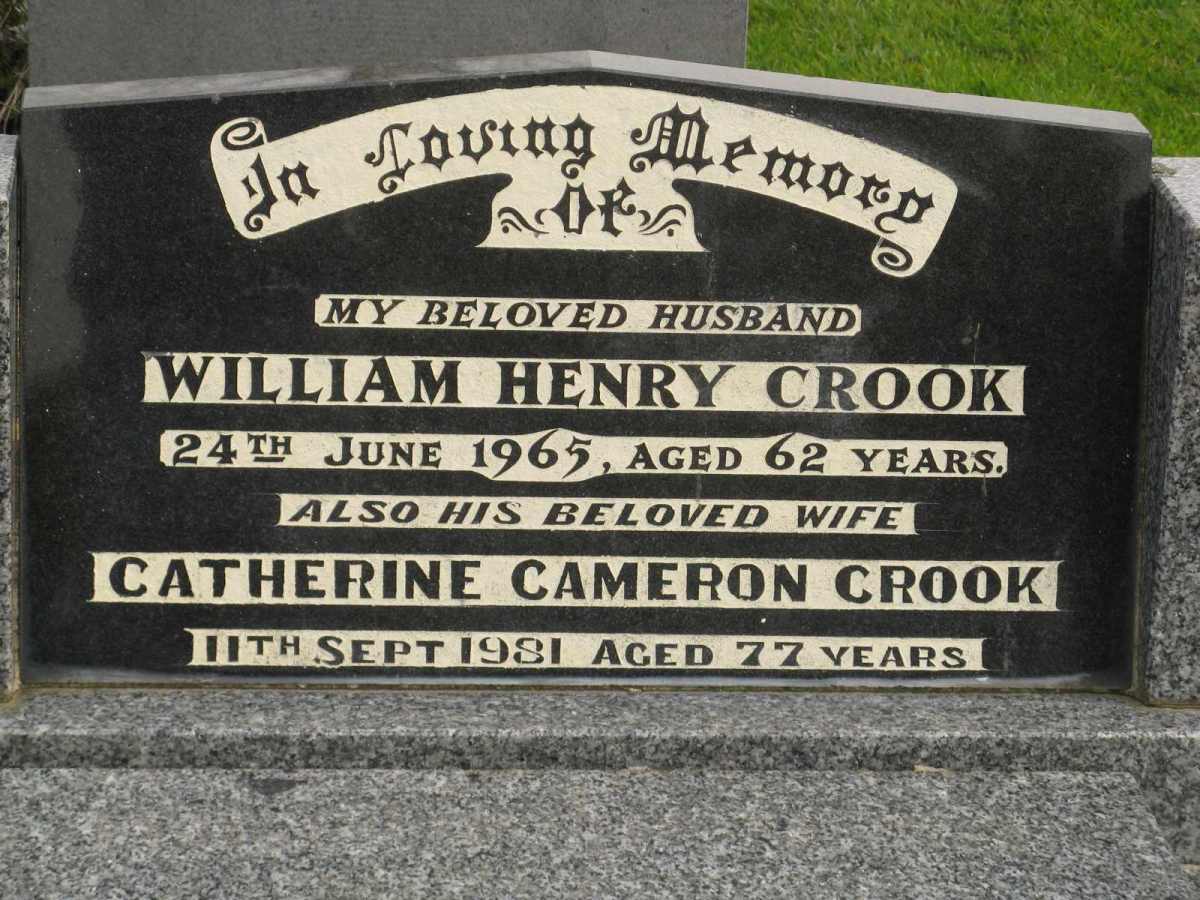 In Loving Memory
Of
MY BELOVED HUSBAND
WILLIAM HENRY CROOK
24TH JUNE 1965, AGED 62 YEARS.
ALSO HIS BELOVED WIFE
CATHERINE CAMERON CROOK
11TH SEPT 1981 AGED 77 YEARS